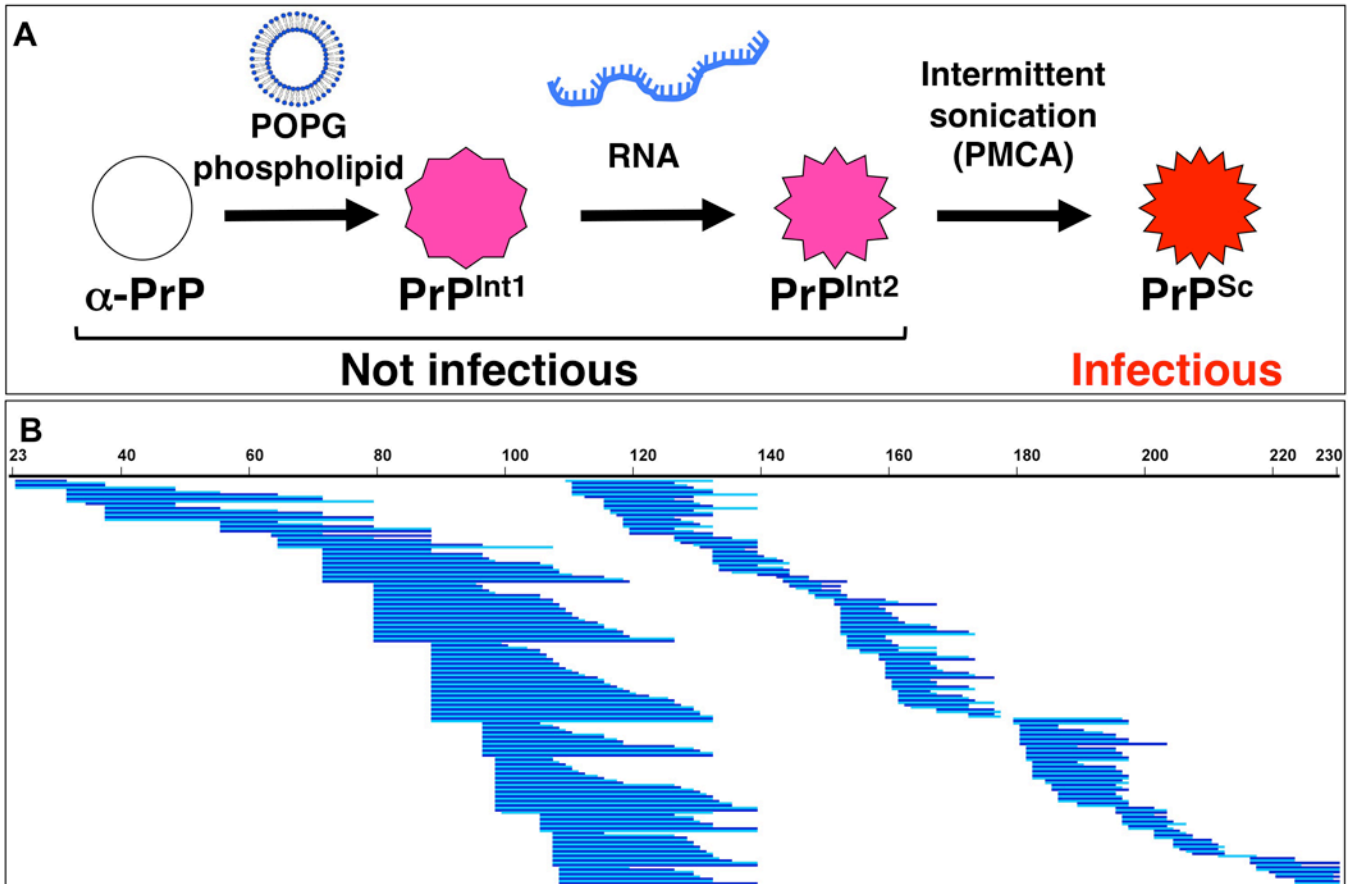 A
POPG
phospholipid
RNA
Intermittent
sonication
(PMCA)
α-PrP
PrPInt1
PrPInt2
PrPSc
Not infectious
Infectious
B
23 40 60 80 100 120 140 160 180 200 220 230